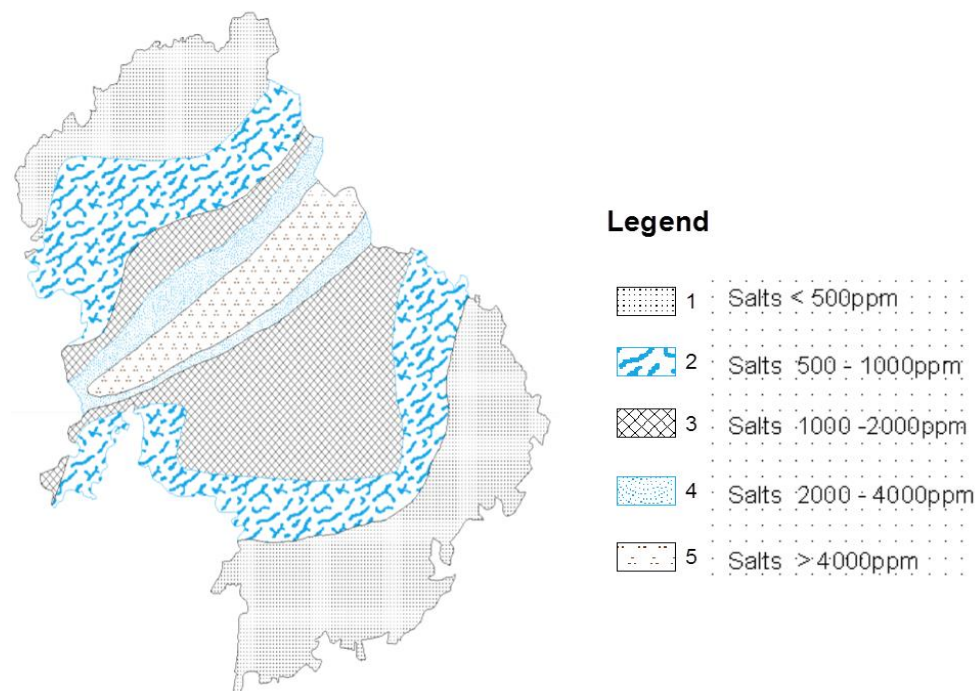 Legend
1 Salts < 500ppm
2 Salts 500 - 1000ppm
3 Salts 1000 -2000ppm
4 Salts 2000 - 4000ppm
5 Salts > 4000ppm